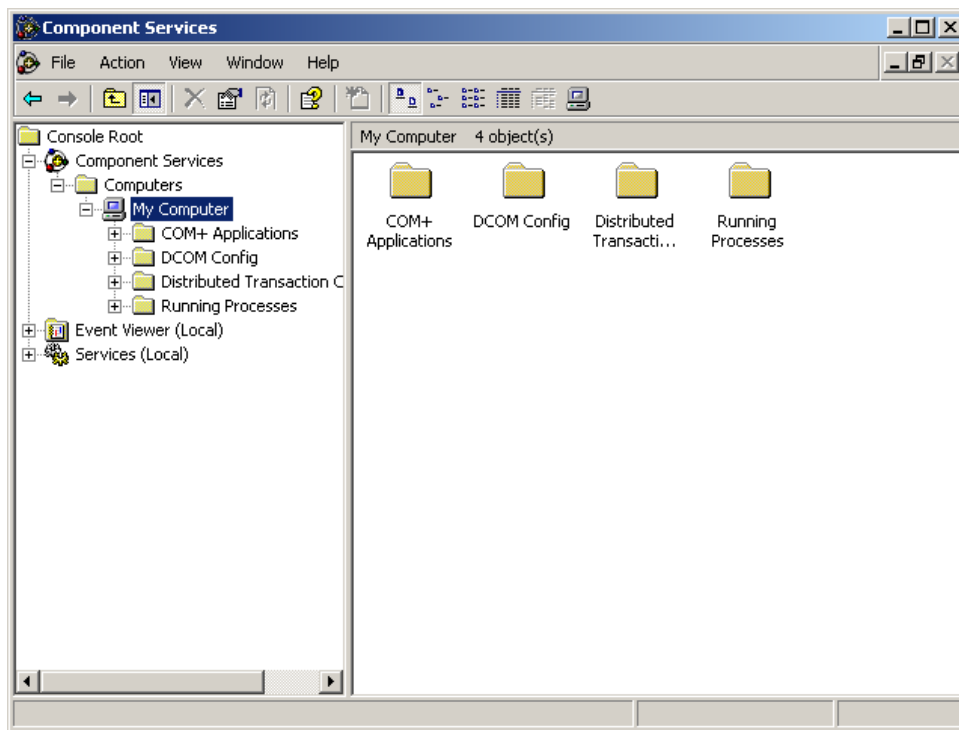 Component Services
File Action View Window Help
Console Root
Component Services
Computers
My Computer
COM+ Applications
DCOM Config
Distributed Transaction C
Running Processes
Event Viewer (Local)
Services (Local)
My Computer 4 object(s)
COM+
Applications
DCOM Config
Distributed
Transacti...
Running
Processes